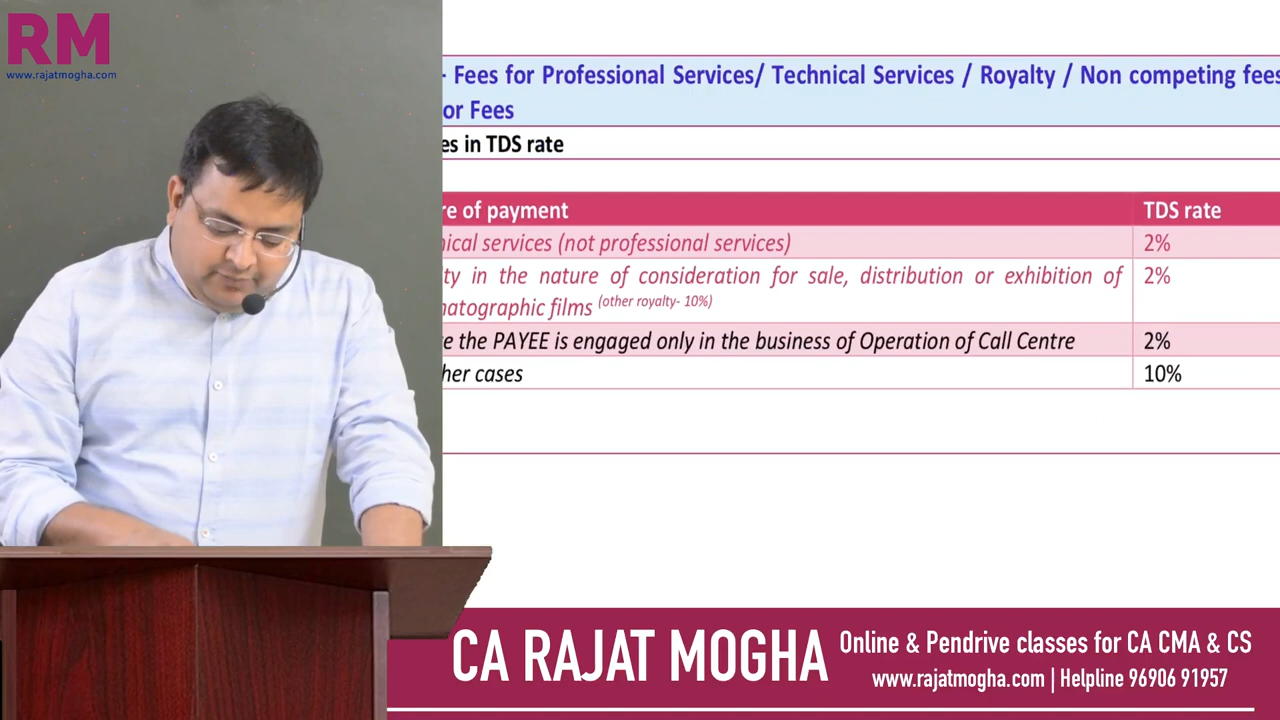 RM
www.rajatmogha.com
- Fees for Professional Services/ Technical Services / Royalty / Non competing fees
or Fees
es in TDS rate
re of payment TDS rate
nical services (not professional services) 2%
ty in the nature of consideration for sale, distribution or exhibition of 2%
natographic films (other royalty- 10%)
e the PAYEE is engaged only in the business of Operation of Call Centre 2%
her cases 10%
CA RAJAT MOGHA
Online & Pendrive classes for CA CMA & CS
www.rajatmogha.com | Helpline 96906 91957